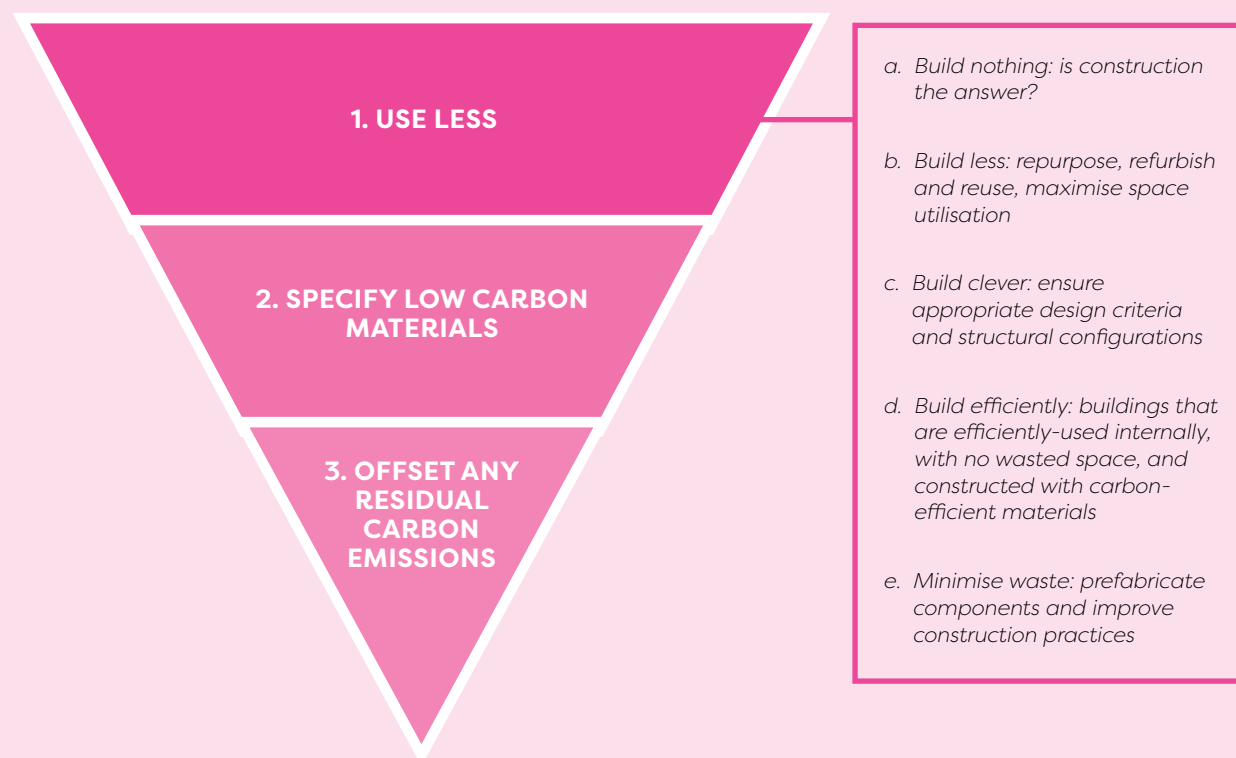 1. USE LESS
2. SPECIFY LOW CARBON
MATERIALS
3. OFFSET ANY
RESIDUAL
CARBON
EMISSIONS
a. Build nothing: is construction
the answer?
b. Build less: repurpose, refurbish
and reuse, maximise space
utilisation
c. Build clever: ensure
appropriate design criteria
and structural configurations
d. Build efficiently: buildings that
are efficiently-used internally,
with no wasted space, and
constructed with carbon-
efficient materials
e. Minimise waste: prefabricate
components and improve
construction practices